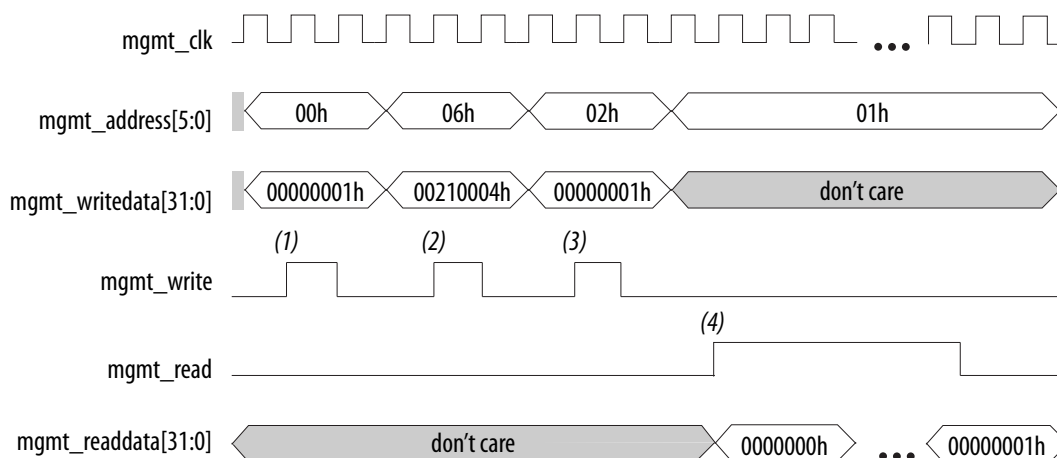 mgmt_clk
mgmt_address[5:0] 00h 06h 02h 01h
mgmt_writedata[31:0] 00000001h 00210004h 00000001h don’t care
(1) (2) (3)
mgmt_write
(4)
mgmt_read
mgmt_readdata[31:0] don’t care 0000000h 00000001h